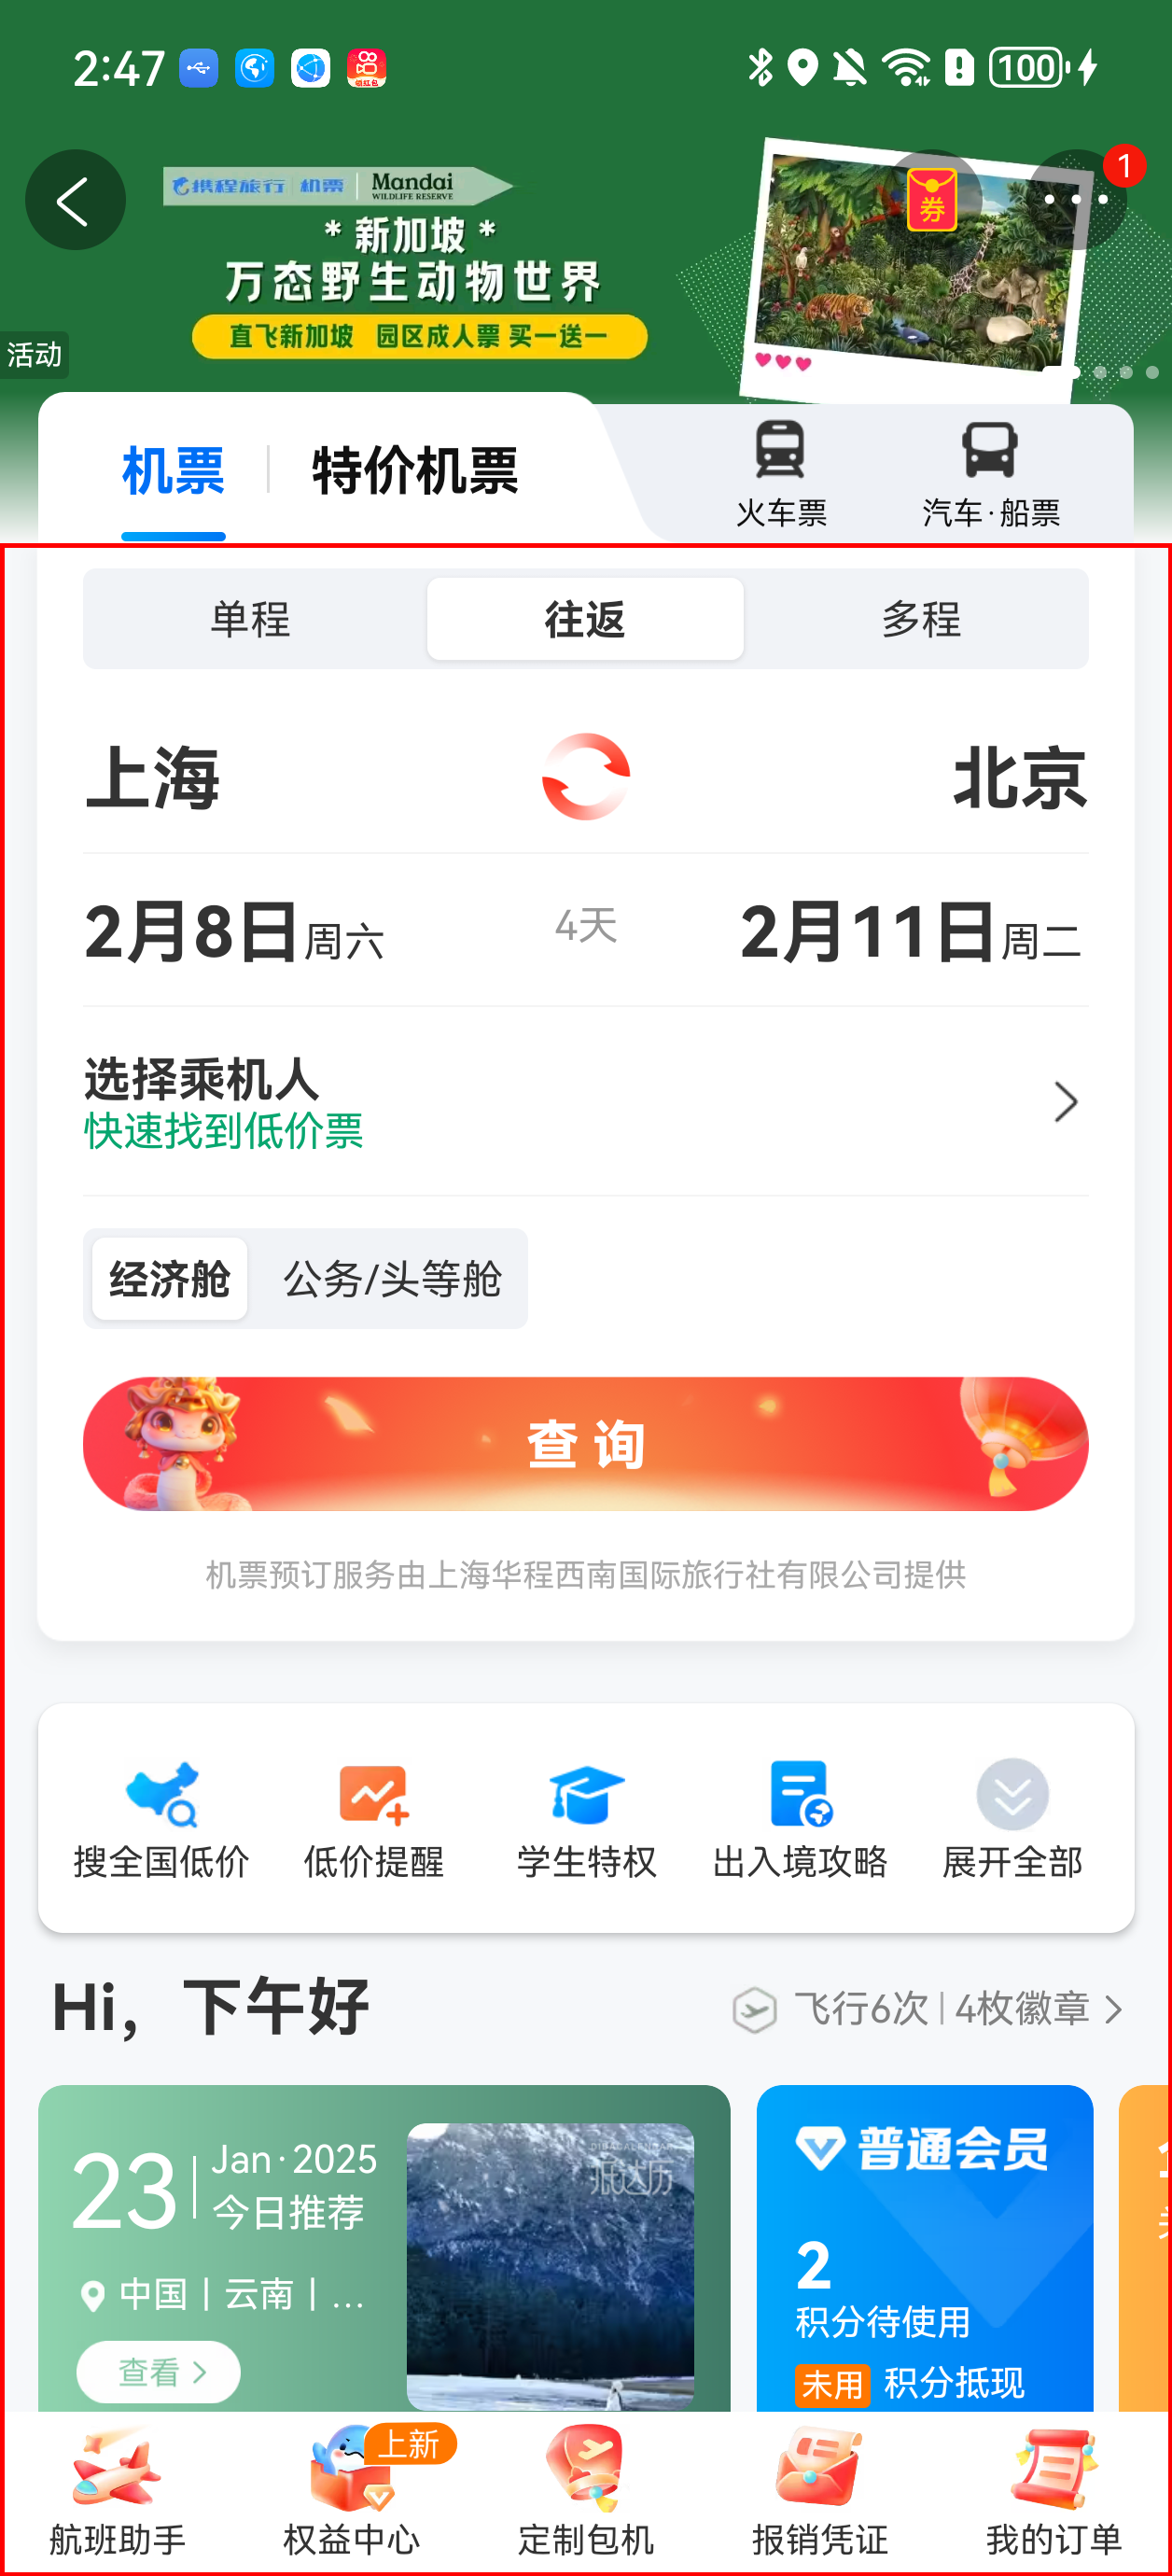 2:47
100
领红包
携程旅行 机票 Mandai
WILDLIFE RESERVE
* 新加坡 *
万态野生动物世界
直飞新加坡 园区成人票 买一送一
券
1
活动
机票
特价机票
火车票
汽车·船票
单程
往返
多程
上海
北京
2月8日周六
4天
2月11日周二
选择乘机人
快速找到低价票
经济舱
公务/头等舱
查询
机票预订服务由上海华程西南国际旅行社有限公司提供
搜全国低价
低价提醒
学生特权
出入境攻略
展开全部
Hi，下午好
飞行6次
4枚徽章
23
Jan·2025
今日推荐
中国丨云南丨...
查看
普通会员
2
积分待使用
未用 积分抵现
上新
航班助手
权益中心
定制包机
报销凭证
我的订单